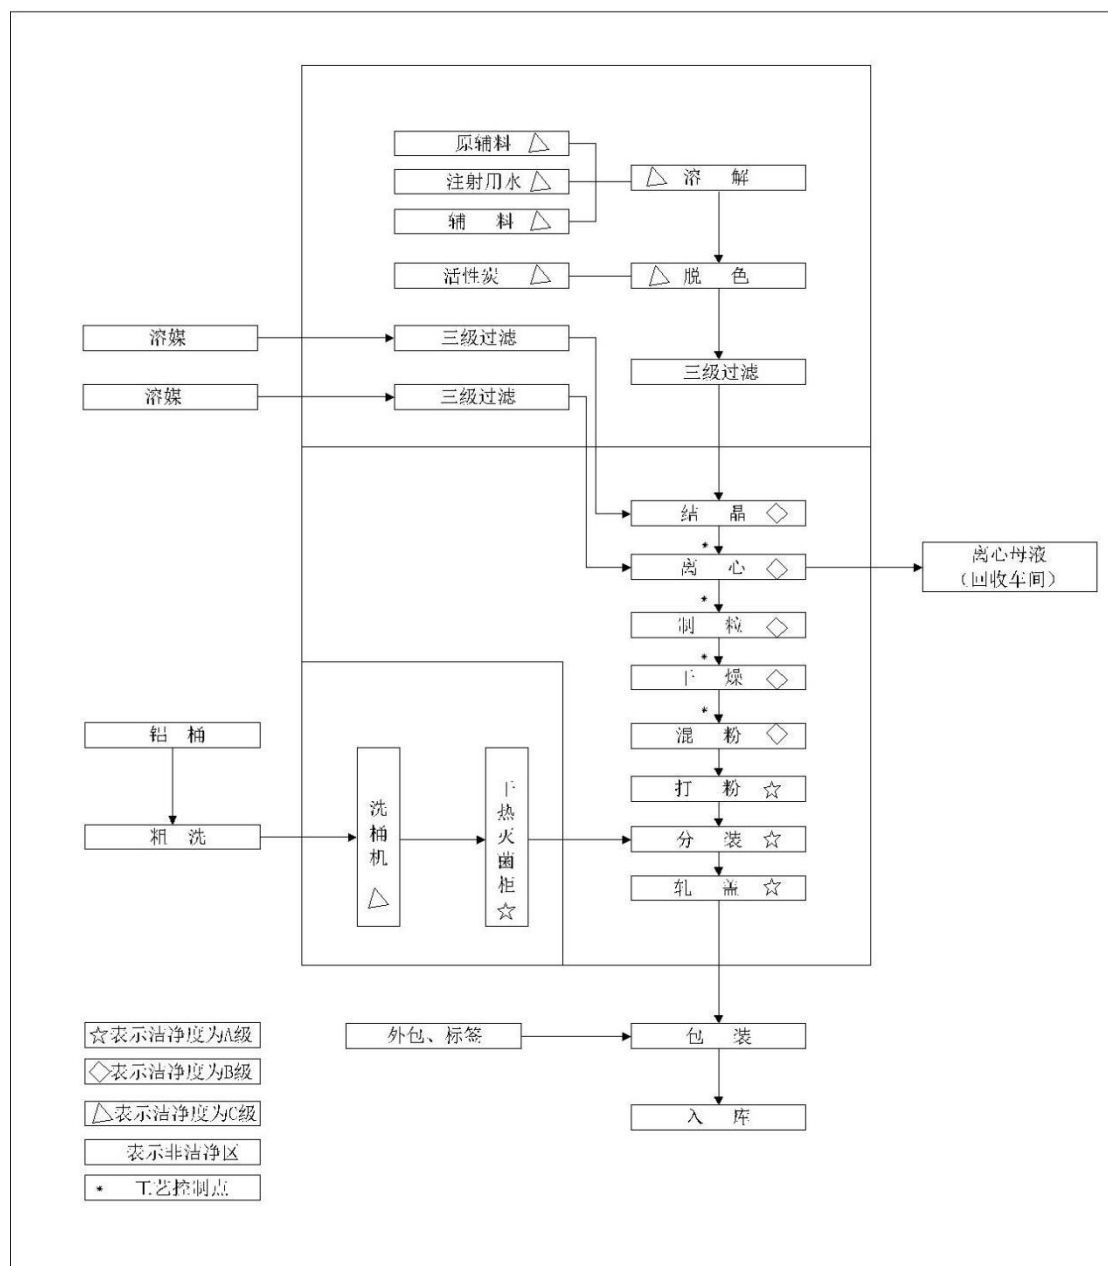 原辅料
注射用水
辅 料
溶 解
活性炭
脱 色
溶媒
三级过滤
三级过滤
溶媒
三级过滤
结 晶
*
离 心
离心母液
（回收车间）
*
制 粒
*
干 燥
*
混 粉
铝 桶
打 粉
粗 洗
洗桶机
干热灭菌柜
分 装
轧 盖
☆表示洁净度为A级
◇表示洁净度为B级
△表示洁净度为C级
表示非洁净区
* 工艺控制点
外包、标签
包 装
入 库